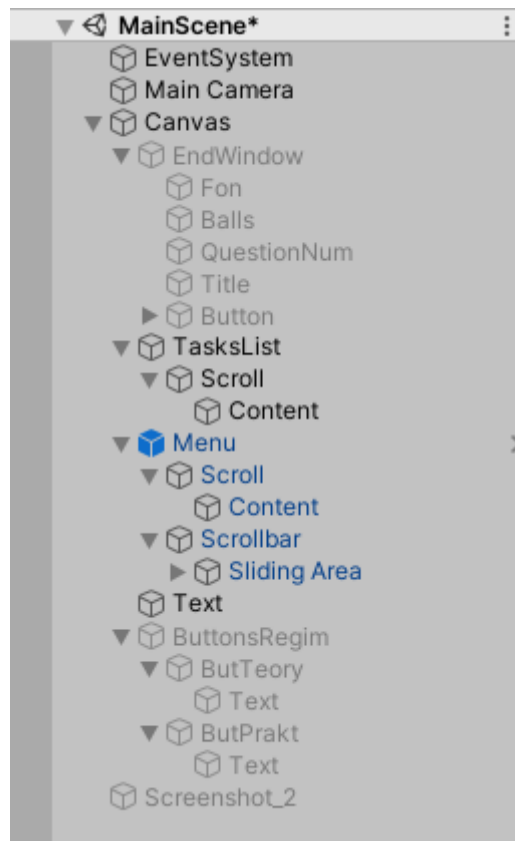 MainScene*
EventSystem
Main Camera
Canvas
EndWindow
Fon
Balls
QuestionNum
Title
Button
TasksList
Scroll
Content
Menu
Scroll
Content
Scrollbar
Sliding Area
Text
ButtonsRegim
ButTeory
Text
ButPrakt
Text
Screenshot_2